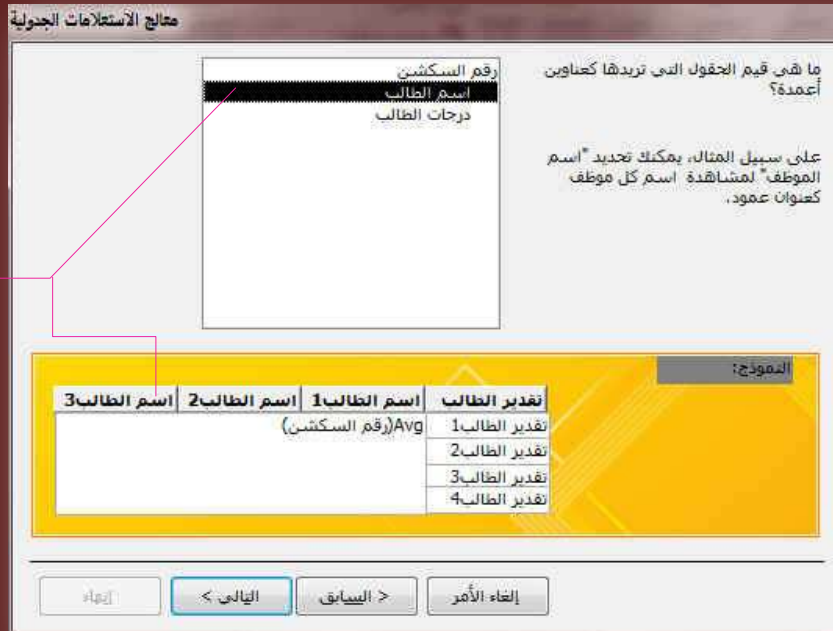 معالج الاستعلامات الجدولية
ما هي قيم الحقول التي تريدها كعناوين
أعمدة؟
على سبيل المثال، يمكنك تحديد "اسم
الموظف" لمشاهدة اسم كل موظف
كعنوان عمود.
رقم السكشن
اسم الطالب
درجات الطالب
النموذج:
تقدير الطالب اسم الطالب1 اسم الطالب2 اسم الطالب3
تقدير الطالب1 Avg(رقم السكشن)
تقدير الطالب2
تقدير الطالب3
تقدير الطالب4
إلغاء الأمر < السابق التالي > إنهاء